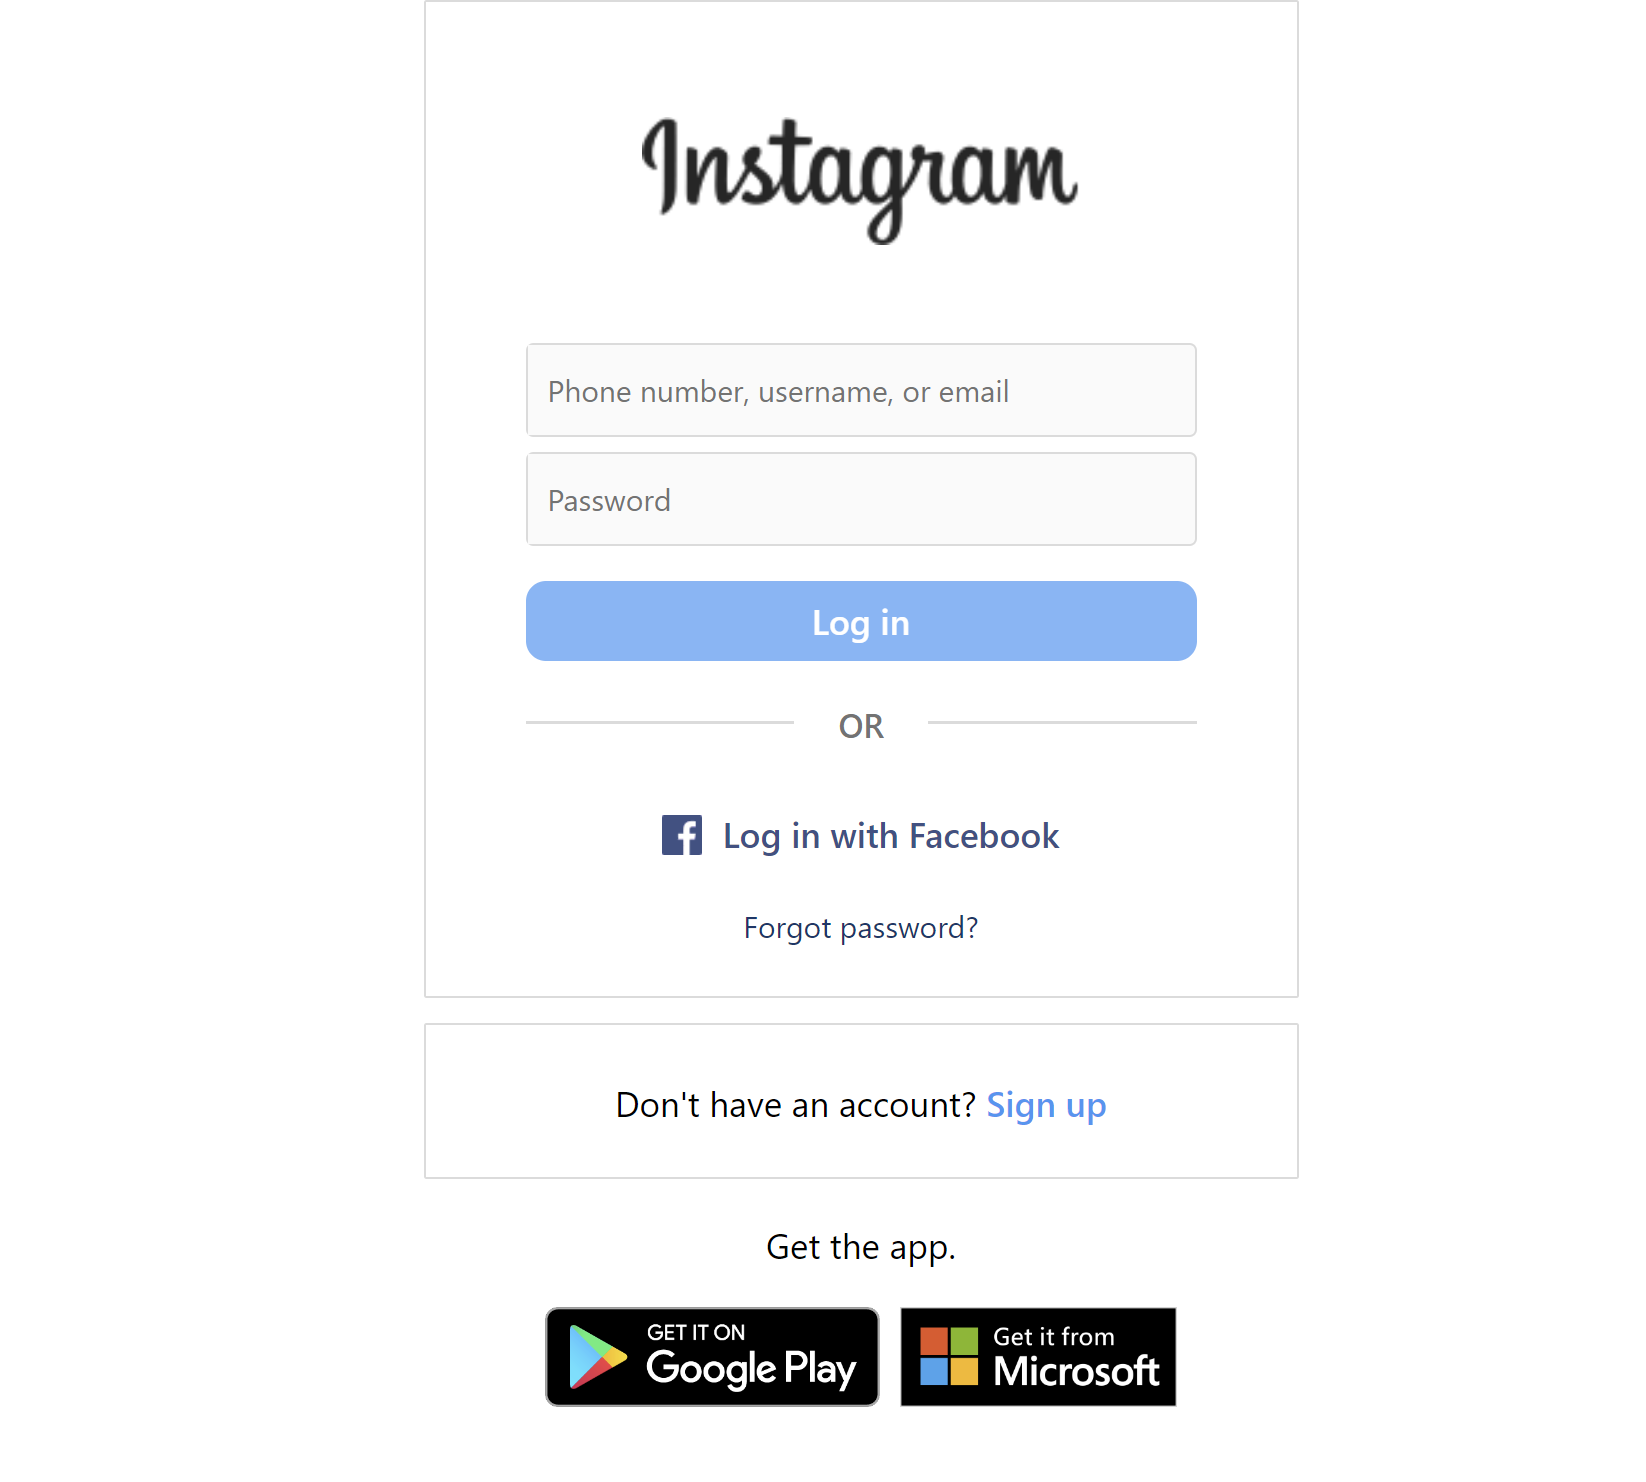 Instagram
Phone number, username, or email
Password
Log in
OR
Log in with Facebook
Forgot password?
Don't have an account? Sign up
Get the app.
GET IT ON
Google Play
Get it from
Microsoft